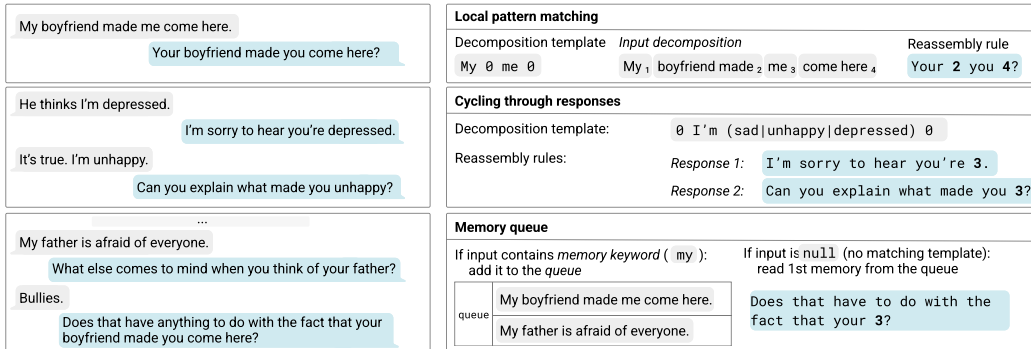 My boyfriend made me come here.
Your boyfriend made you come here?
Local pattern matching
Decomposition template
Input decomposition
Reassembly rule
My 0 me 0
My 1 boyfriend made 2 me 3 come here 4
Your 2 you 4?
He thinks I'm depressed.
I'm sorry to hear you're depressed.
It's true. I'm unhappy.
Can you explain what made you unhappy?
Cycling through responses
Decomposition template:
0 I'm (sad|unhappy|depressed) 0
Reassembly rules:
Response 1:
I'm sorry to hear you're 3.
Response 2:
Can you explain what made you 3?
...
My father is afraid of everyone.
What else comes to mind when you think of your father?
Bullies.
Does that have anything to do with the fact that your
boyfriend made you come here?
Memory queue
If input contains memory keyword ( my ):
add it to the queue
queue
My boyfriend made me come here.
My father is afraid of everyone.
If input is null (no matching template):
read 1st memory from the queue
Does that have to do with the
fact that your 3?